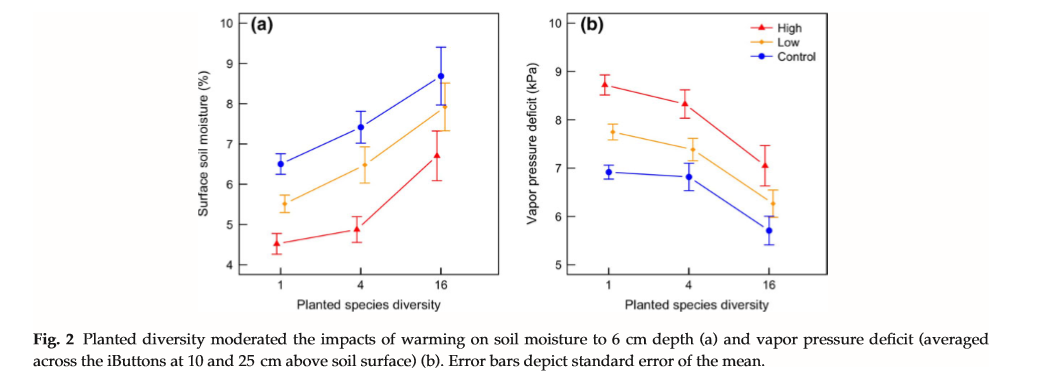 (a)
10
9
8
7
6
5
4
Surface soil moisture (%)
1 4 16
Planted species diversity
(b)
High
Low
Control
10
9
8
7
6
5
Vapor pressure deficit (kPa)
1 4 16
Planted species diversity
Fig. 2 Planted diversity moderated the impacts of warming on soil moisture to 6 cm depth (a) and vapor pressure deficit (averaged
across the iButtons at 10 and 25 cm above soil surface) (b). Error bars depict standard error of the mean.